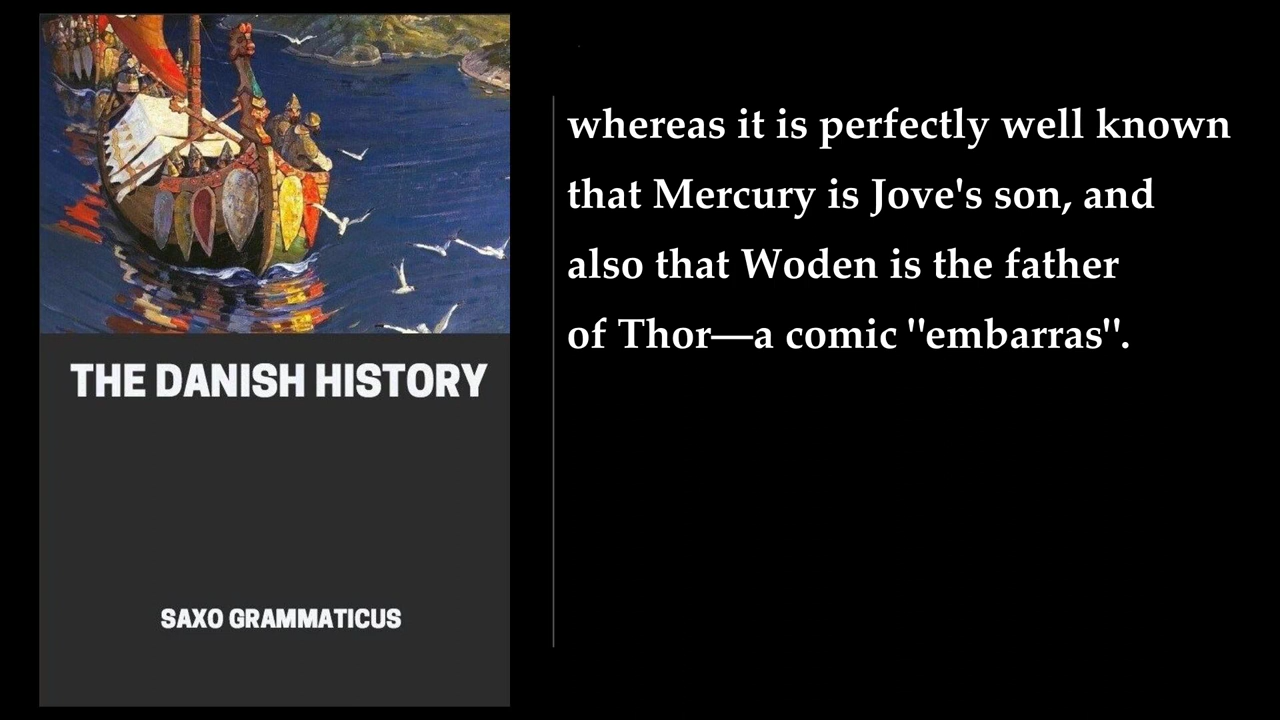 THE DANISH HISTORY
SAXO GRAMMATICUS
whereas it is perfectly well known
that Mercury is Jove's son, and
also that Woden is the father
of Thor—a comic "embarras".